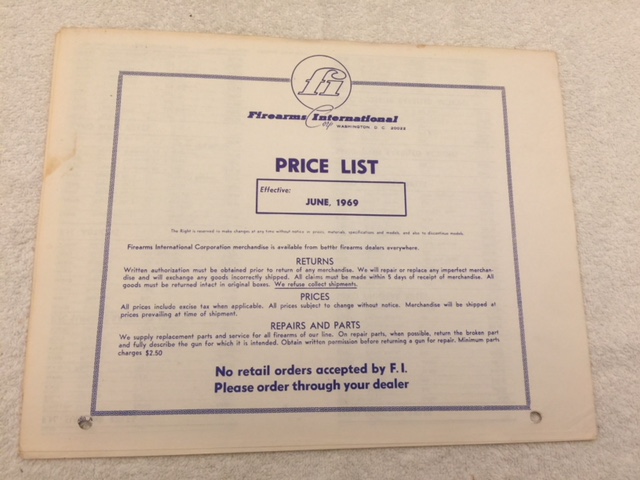 fi
Firearms International
Corp WASHINGTON, D. C. 20022
PRICE LIST
Effective:
JUNE, 1969
The Right is reserved to make changes at any time without notice in prices, materials, specifications and models, and also to discontinue models.
Firearms International Corporation merchandise is available from better firearms dealers everywhere.
RETURNS
Written authorization must be obtained prior to return of any merchandise. We will repair or replace any imperfect merchan-
dise and will exchange any goods incorrectly shipped. All claims must be made within 5 days of receipt of merchandise. All
goods must be returned intact in original boxes. We refuse collect shipments.
PRICES
All prices include excise tax when applicable. All prices subject to change without notice. Merchandise will be shipped at
prices prevailing at time of shipment.
REPAIRS AND PARTS
We supply replacement parts and service for all firearms of our line. On repair parts, when possible, return the broken part
and fully describe the gun for which it is intended. Obtain written permission before returning a gun for repair. Minimum parts
charges $2.50
No retail orders accepted by F. I.
Please order through your dealer